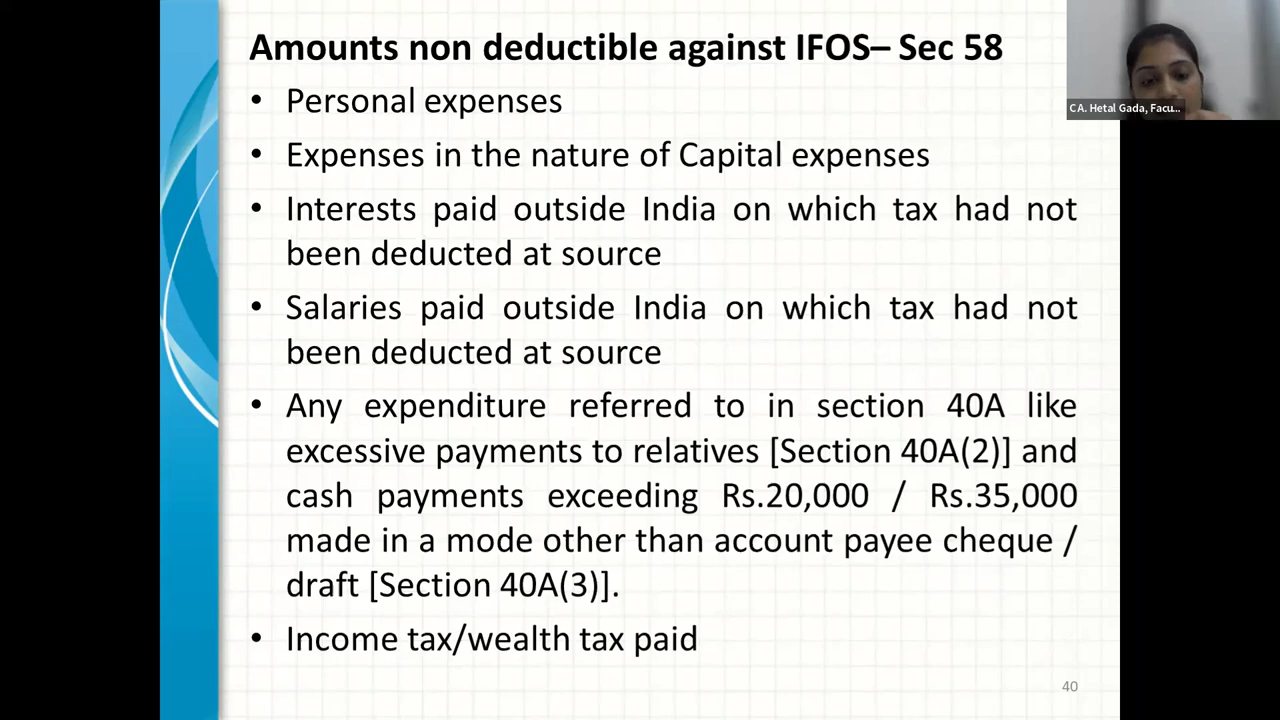 Amounts non deductible against IFOS– Sec 58
• Personal expenses
• Expenses in the nature of Capital expenses
• Interests paid outside India on which tax had not
been deducted at source
• Salaries paid outside India on which tax had not
been deducted at source
• Any expenditure referred to in section 40A like
excessive payments to relatives [Section 40A(2)] and
cash payments exceeding Rs.20,000 / Rs.35,000
made in a mode other than account payee cheque /
draft [Section 40A(3)].
• Income tax/wealth tax paid
40
CA. Hetal Gada, Facu...